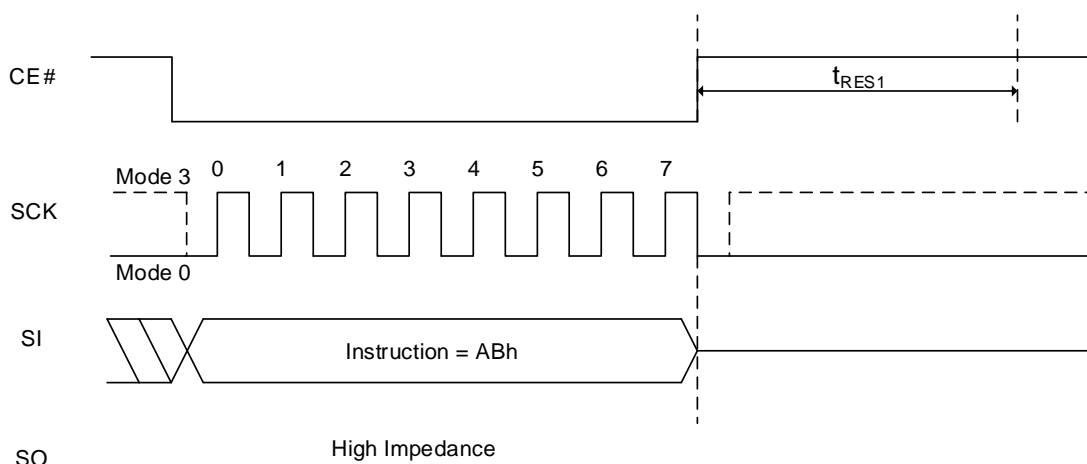 CE#
tRES1
Mode 3
0 1 2 3 4 5 6 7
SCK
Mode 0
SI
Instruction = ABh
High Impedance
SO